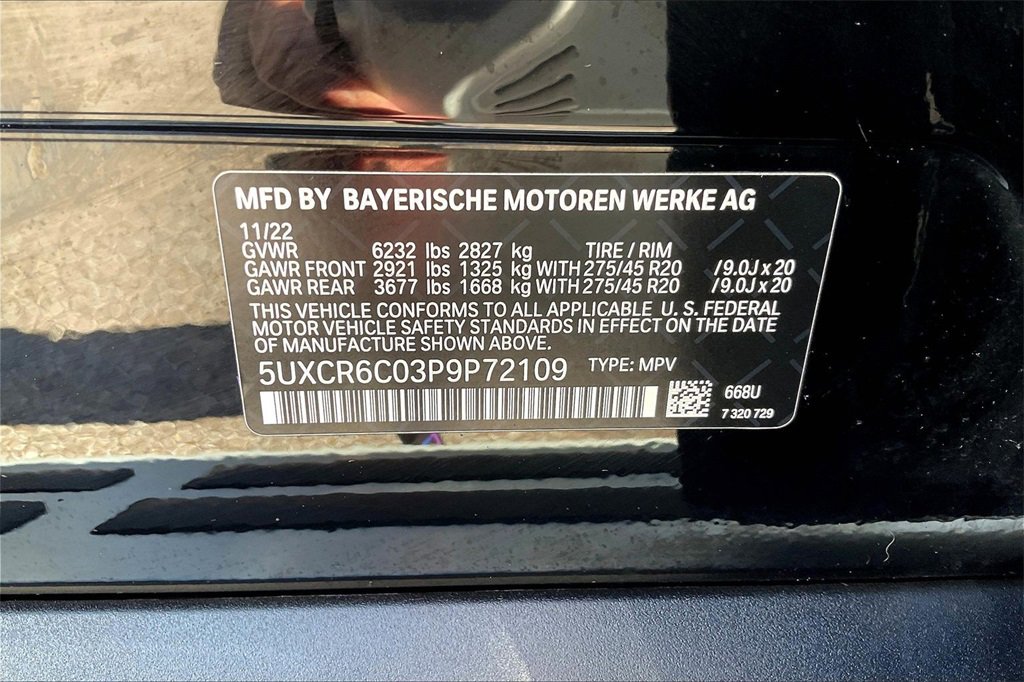 MFD BY BAYERISCHE MOTOREN WERKE AG
11/22
GVWR 6232 lbs 2827 kg TIRE / RIM
GAWR FRONT 2921 lbs 1325 kg WITH 275/45 R20 / 9.0J x 20
GAWR REAR 3677 lbs 1668 kg WITH 275/45 R20 / 9.0J x 20
THIS VEHICLE CONFORMS TO ALL APPLICABLE U. S. FEDERAL
MOTOR VEHICLE SAFETY STANDARDS IN EFFECT ON THE DATE
OF MANUFACTURE SHOWN ABOVE.
5UXCR6C03P9P72109 TYPE: MPV
668U
7 320 729